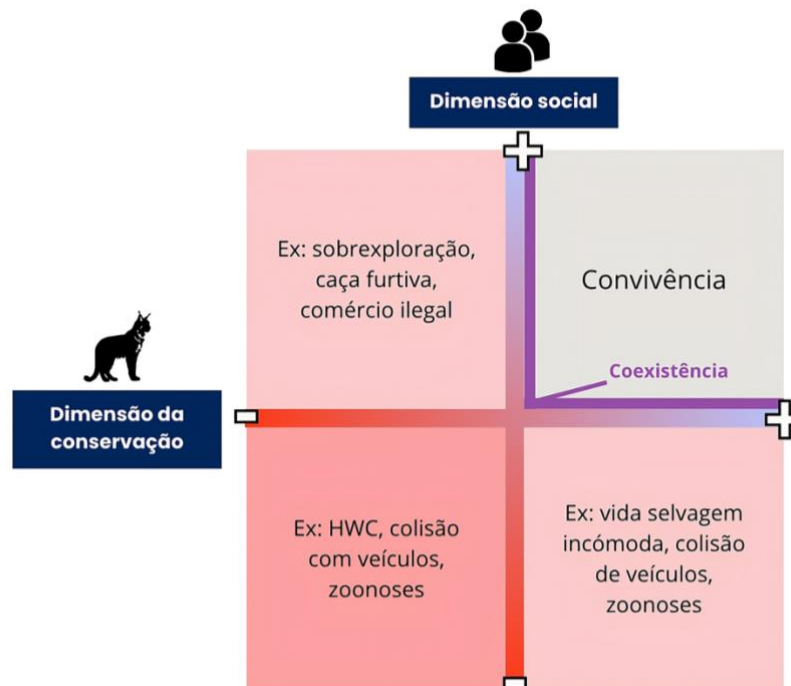 Dimensão social
Ex: sobrexploração,
caça furtiva,
comércio ilegal
Convivência
Coexistência
Dimensão da
conservação
Ex: HWC, colisão
com veículos,
zoonoses
Ex: vida selvagem
incómoda, colisão
de veículos,
zoonoses